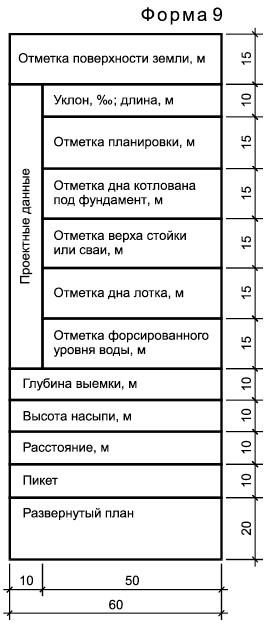 Форма 9
Отметка поверхности земли, м
15
Проектные данные
Уклон, ‰; длина, м
10
Отметка планировки, м
15
Отметка дна котлована
под фундамент, м
15
Отметка верха стойки
или сваи, м
15
Отметка дна лотка, м
15
Отметка форсированного
уровня воды, м
15
Глубина выемки, м
10
Высота насыпи, м
10
Расстояние, м
10
Пикет
10
Развернутый план
20
10
50
60